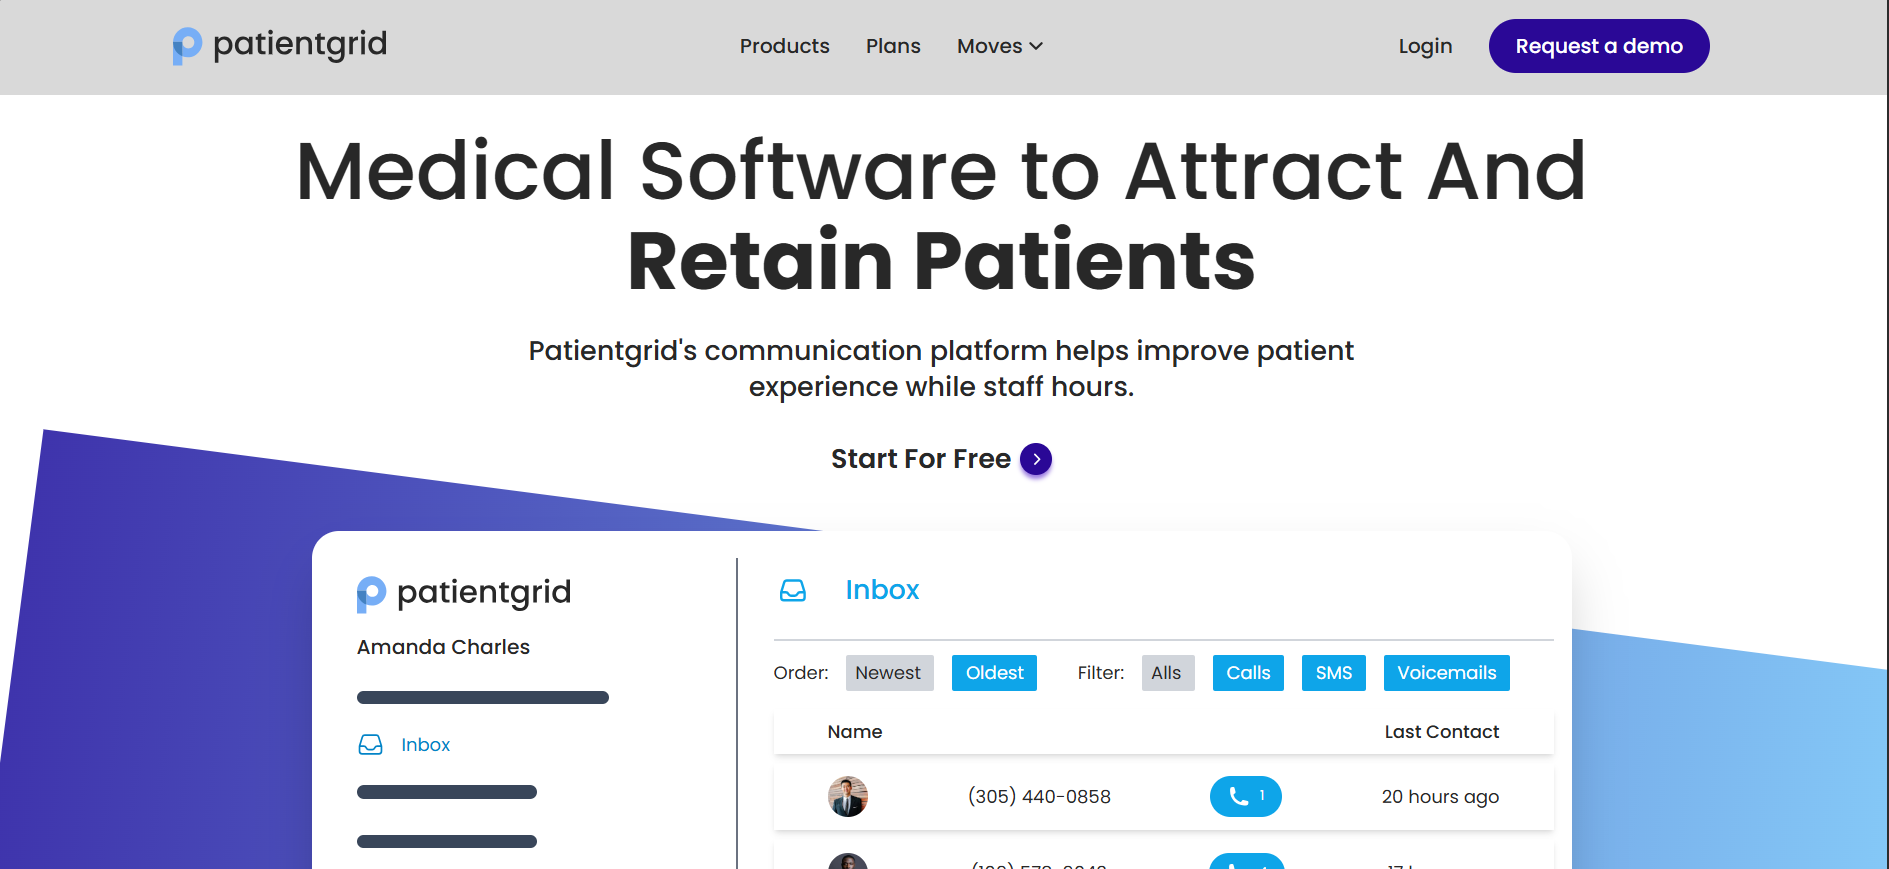 patientgrid
Products Plans Moves
Login
Request a demo
Medical Software to Attract And
Retain Patients
Patientgrid's communication platform helps improve patient
experience while staff hours.
Start For Free
patientgrid
Amanda Charles
Inbox
Inbox
Order: Newest Oldest Filter: Alls Calls SMS Voicemails
Name Last Contact
(305) 440-0858 1 20 hours ago